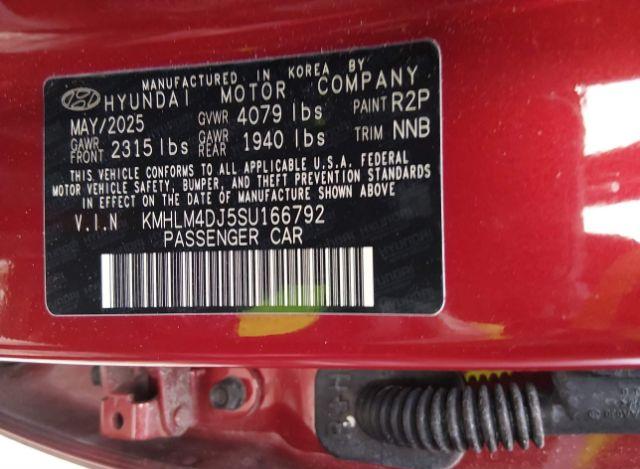 MANUFACTURED IN KOREA BY
HYUNDAI MOTOR COMPANY
MAY/2025 GVWR 4079 lbs PAINT R2P
GAWR FRONT 2315 lbs GAWR REAR 1940 lbs TRIM NNB
THIS VEHICLE CONFORMS TO ALL APPLICABLE U.S.A. FEDERAL
MOTOR VEHICLE SAFETY, BUMPER, AND THEFT PREVENTION STANDARDS
IN EFFECT ON THE DATE OF MANUFACTURE SHOWN ABOVE.
V.I.N KMHLM4DJ5SU166792
PASSENGER CAR